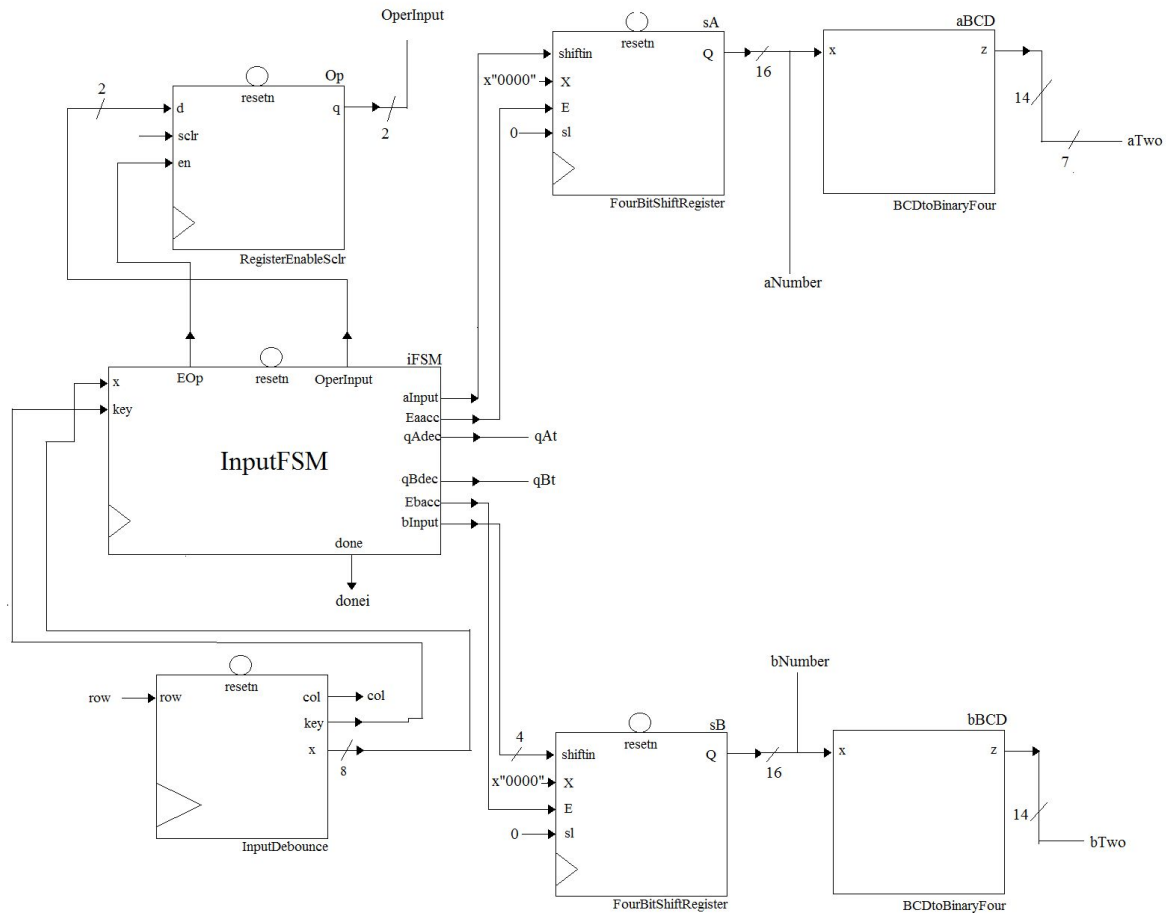 OperInput
sA
aBCD
resetn
shiftin
Q
x
z
16
x"0000"
X
E
0
sl
14
7
aTwo
FourBitShiftRegister
BCDtoBinaryFour
aNumber
Op
resetn
2
d
q
2
sclr
en
RegisterEnableSclr
iFSM
x
EOp
resetn
OperInput
key
aInput
Eaacc
qAdec
qAt
InputFSM
qBdec
qBt
Ebacc
bInput
done
donei
resetn
row
row
col
col
key
x
8
InputDebounce
bNumber
sB
bBCD
resetn
4
shiftin
Q
x
z
16
x"0000"
X
E
0
sl
14
bTwo
FourBitShiftRegister
BCDtoBinaryFour